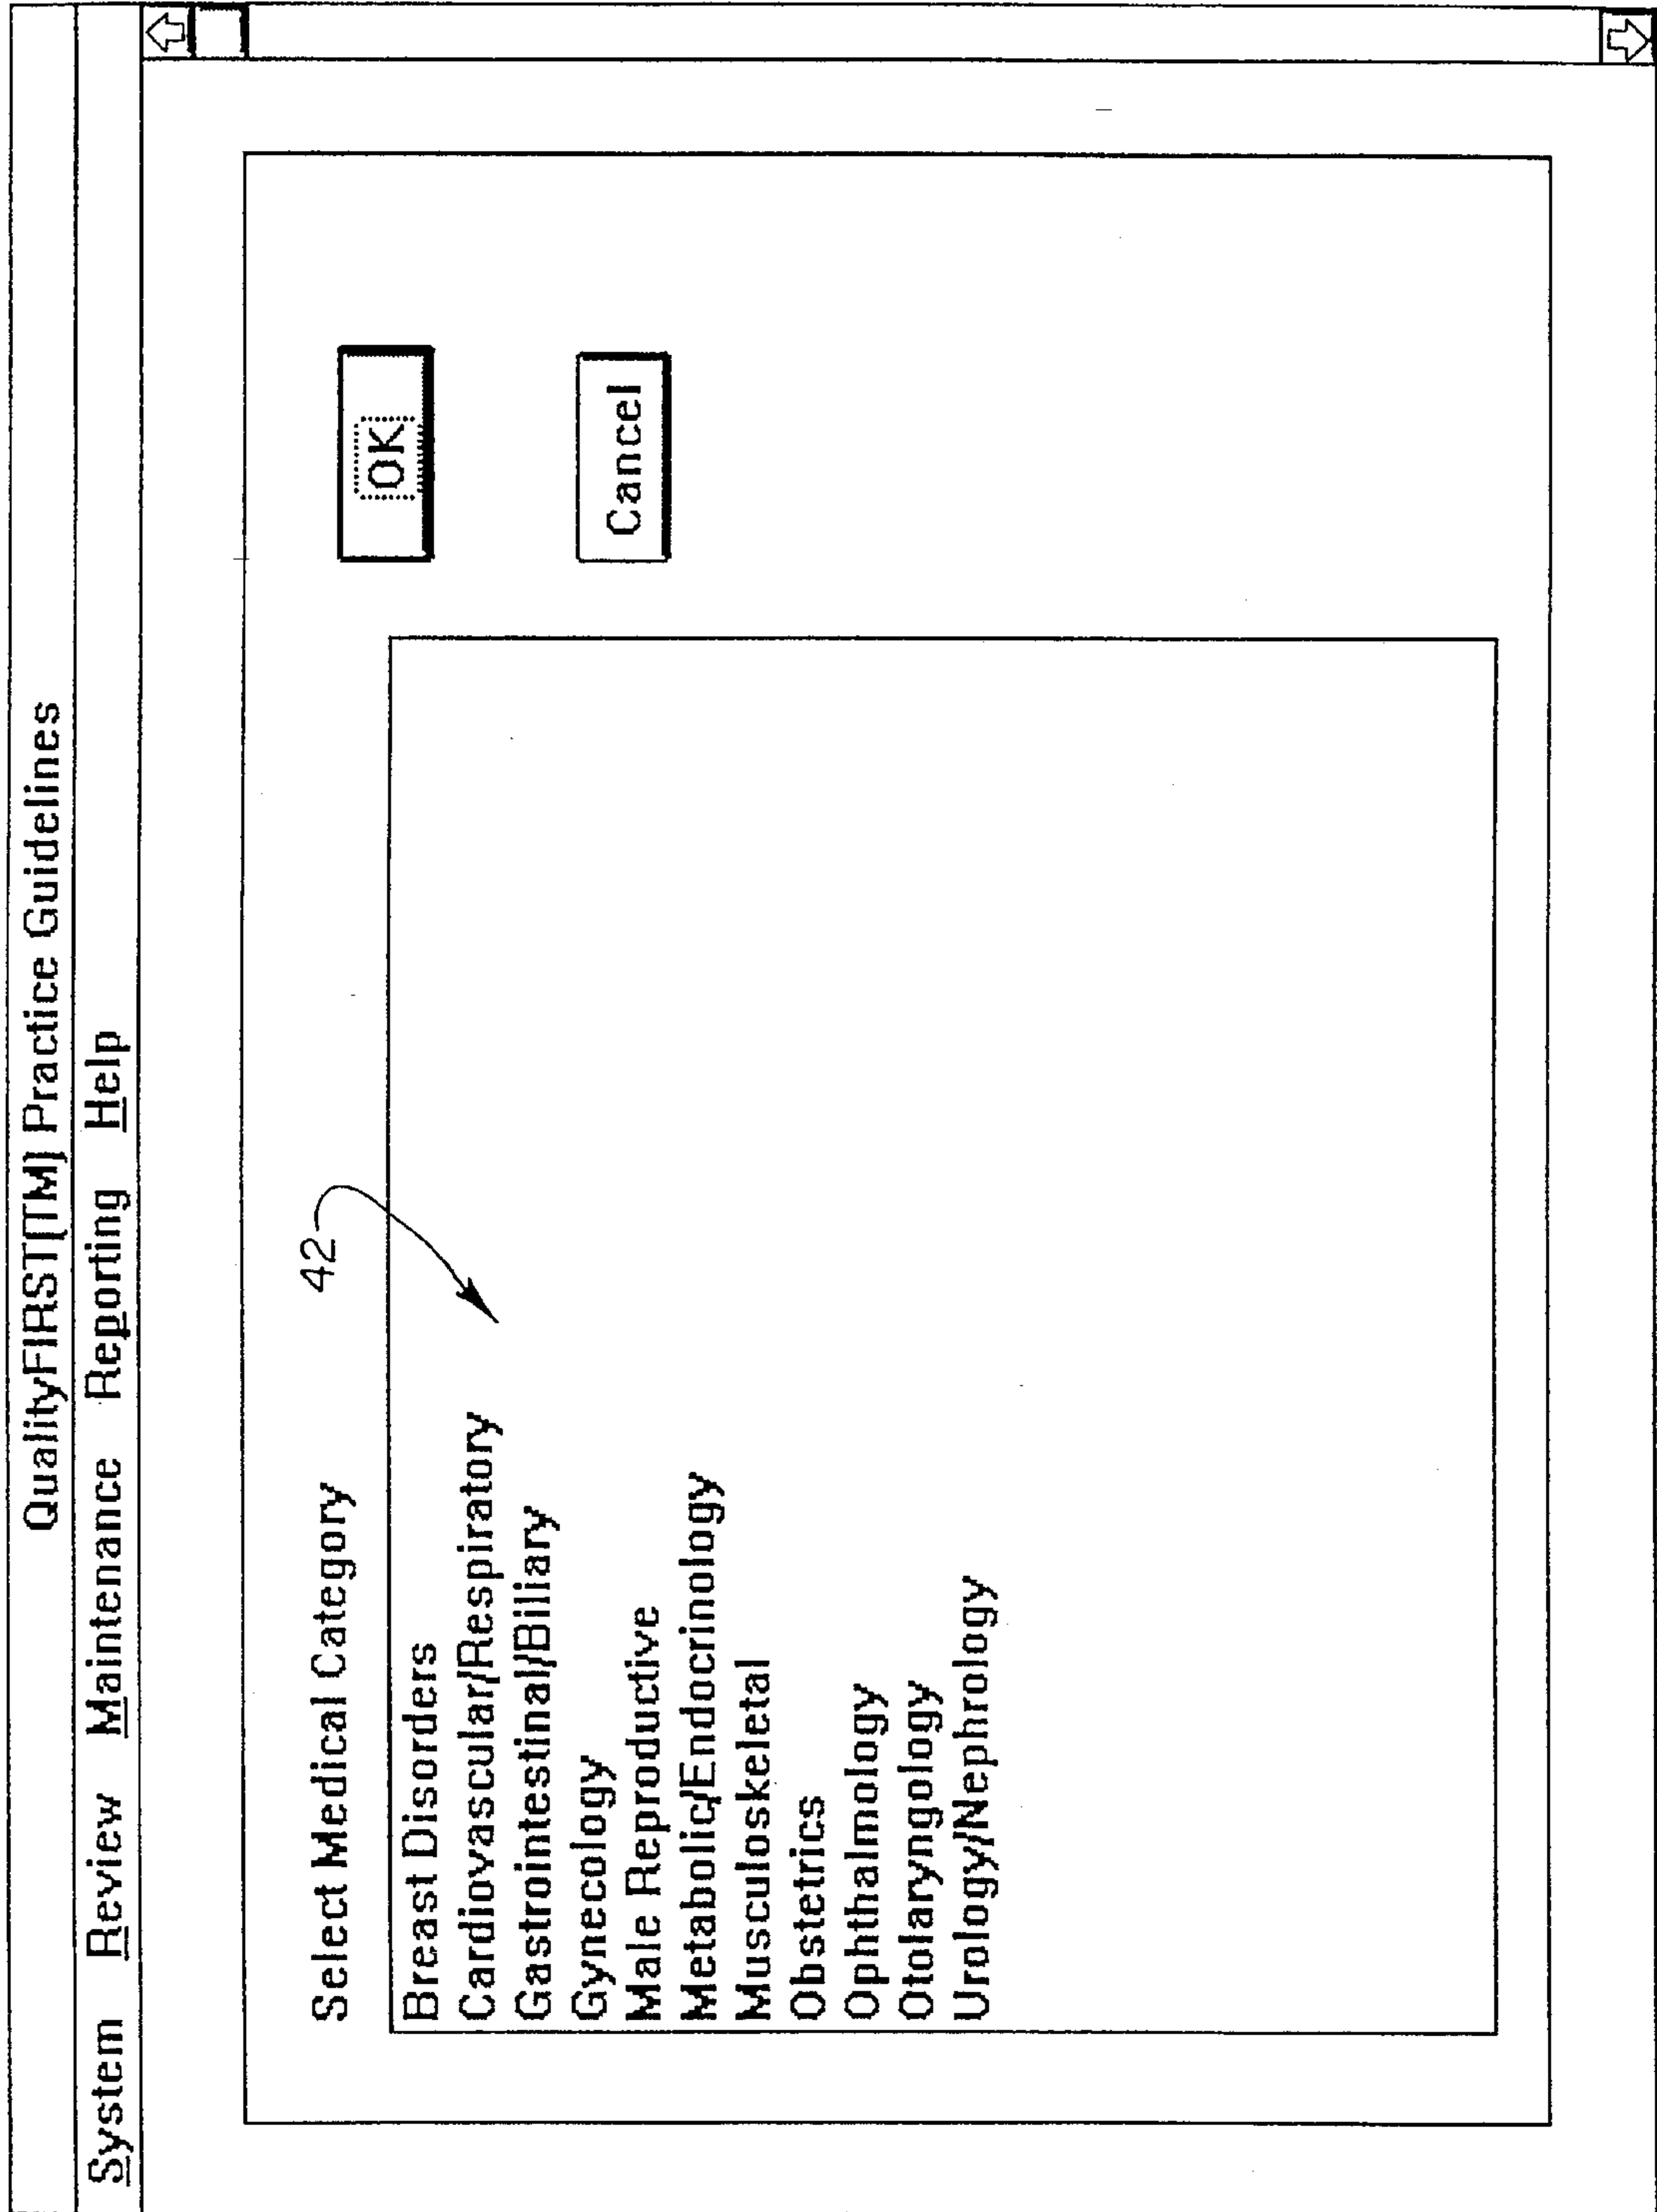 QualityFIRST[TM] Practice Guidelines
System Review Maintenance Reporting Help
42
Select Medical Category
OK
Cancel
Breast Disorders
Cardiovascular/Respiratory
Gastrointestinal/Biliary
Gynecology
Male Reproductive
Metabolic/Endocrinology
Musculoskeletal
Obstetrics
Ophthalmology
Otolaryngology
Urology/Nephrology